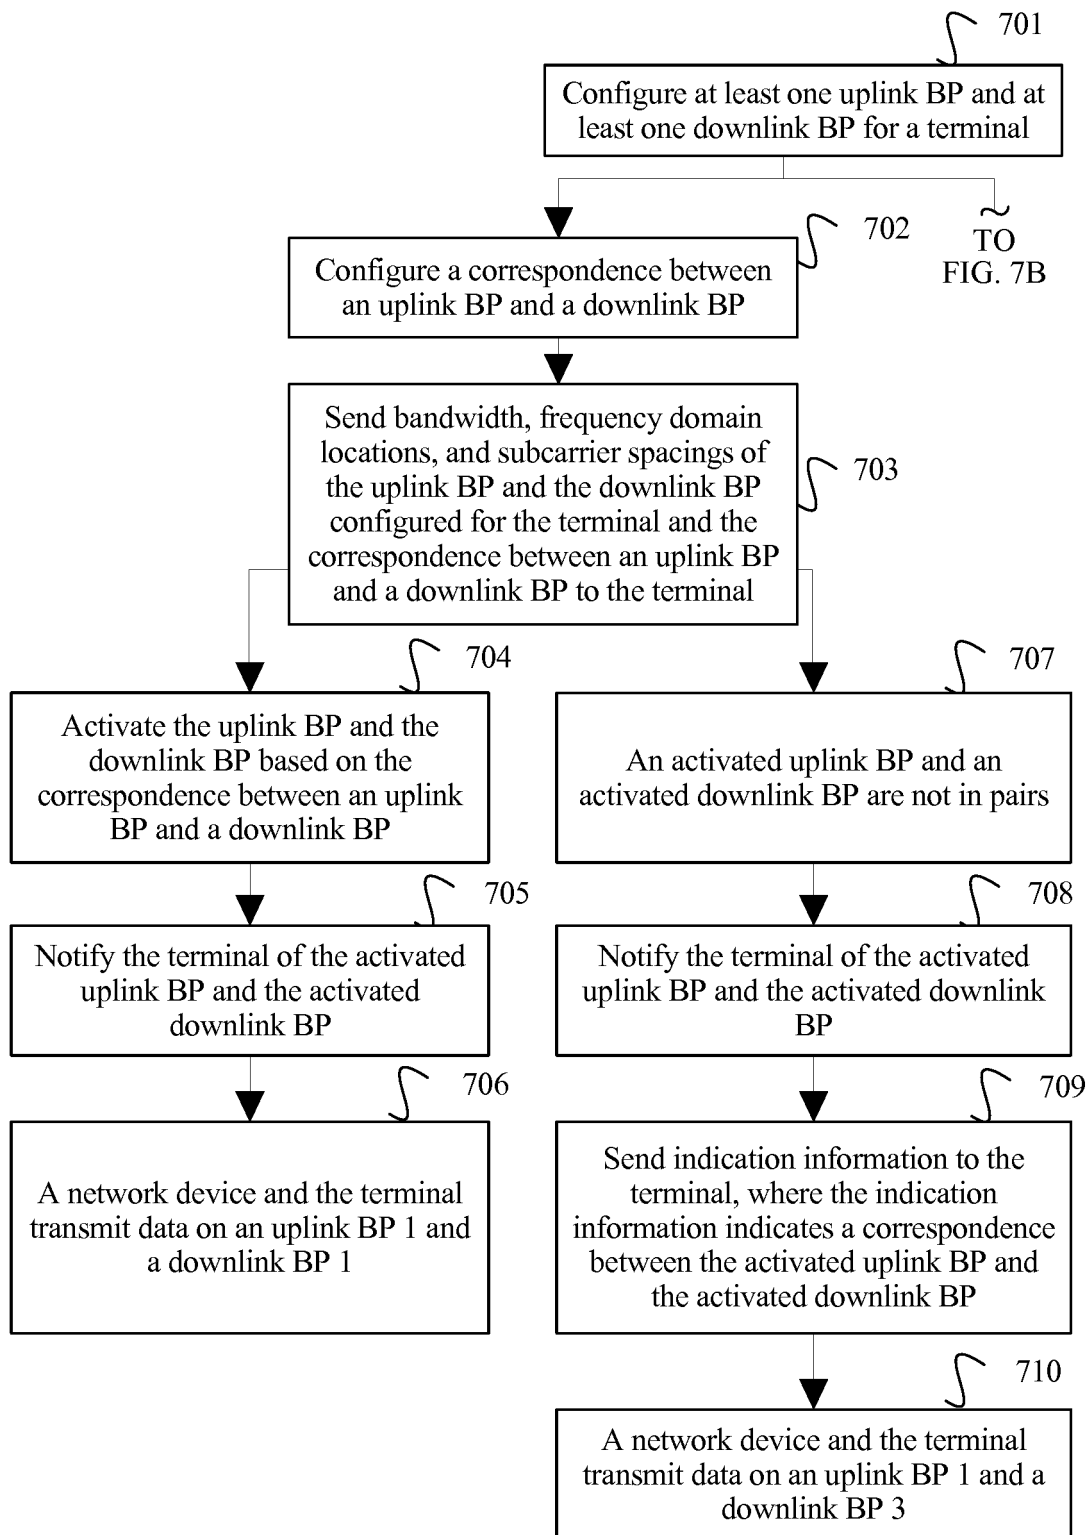 701
Configure at least one uplink BP and at
least one downlink BP for a terminal
702
TO
FIG. 7B
Configure a correspondence between
an uplink BP and a downlink BP
Send bandwidth, frequency domain
locations, and subcarrier spacings of
the uplink BP and the downlink BP
configured for the terminal and the
correspondence between an uplink BP
and a downlink BP to the terminal
703
704
Activate the uplink BP and the
downlink BP based on the
correspondence between an uplink
BP and a downlink BP
705
Notify the terminal of the activated
uplink BP and the activated
downlink BP
706
A network device and the terminal
transmit data on an uplink BP 1 and
a downlink BP 1
707
An activated uplink BP and an
activated downlink BP are not in pairs
708
Notify the terminal of the activated
uplink BP and the activated downlink
BP
709
Send indication information to the
terminal, where the indication
information indicates a correspondence
between the activated uplink BP and
the activated downlink BP
710
A network device and the terminal
transmit data on an uplink BP 1 and a
downlink BP 3